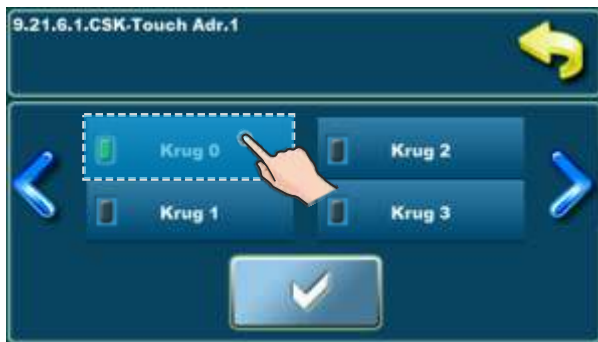 9.21.6.1.CSK-Touch Adr.1
Krug 0
Krug 2
Krug 1
Krug 3